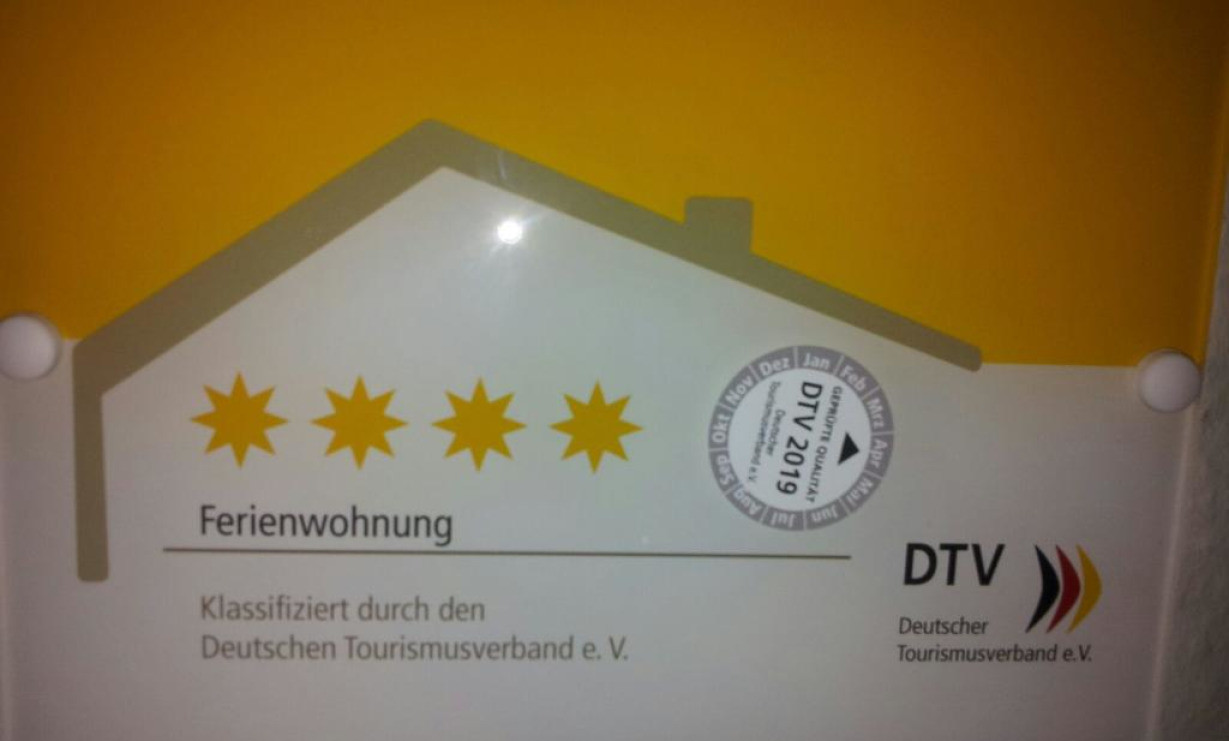 Ferienwohnung
Klassifiziert durch den
Deutschen Tourismusverband e. V.
Jan Feb Mrz Apr Mai Jun Jul Aug Sep Okt Nov Dez
GEPRÜFTE QUALITÄT
DTV 2019
Deutscher
Tourismusverband e.V.
DTV
Deutscher
Tourismusverband e.V.